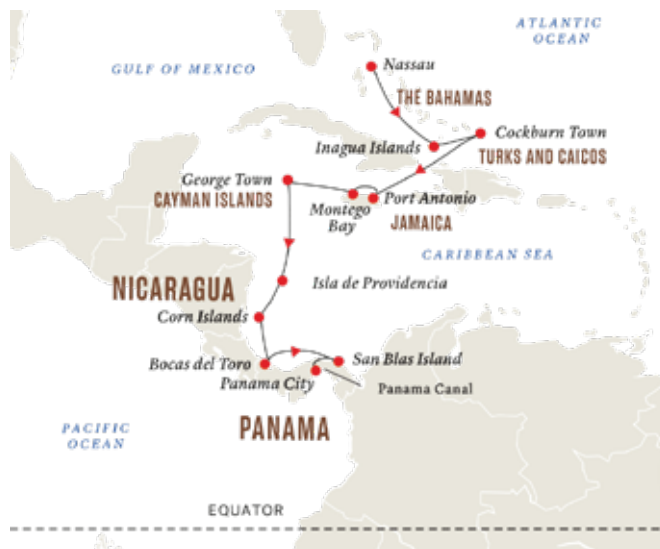 ATLANTIC
OCEAN
GULF OF MEXICO
Nassau
THE BAHAMAS
Cockburn Town
Inagua Islands
TURKS AND CAICOS
George Town
CAYMAN ISLANDS
Port Antonio
Montego
Bay
JAMAICA
CARIBBEAN SEA
Isla de Providencia
NICARAGUA
Corn Islands
Bocas del Toro
San Blas Island
Panama City
Panama Canal
PANAMA
PACIFIC
OCEAN
EQUATOR